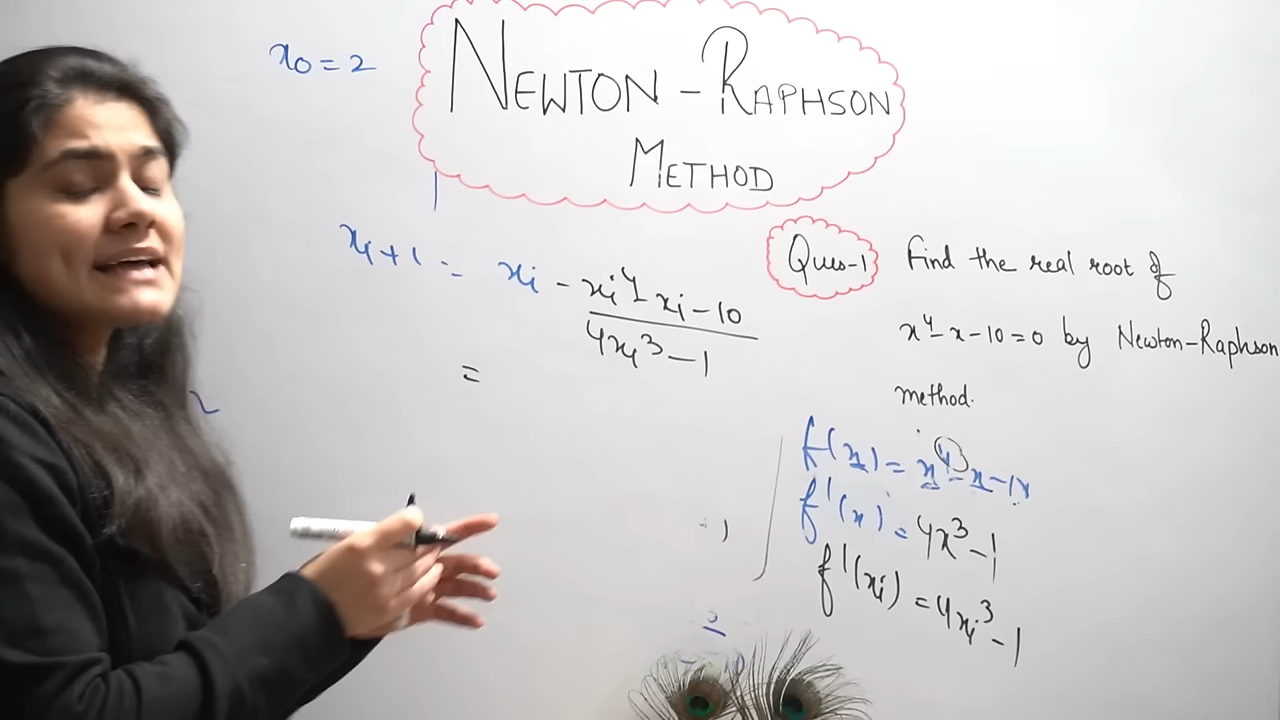 x₀ = 2
NEWTON – RAPHSON
METHOD
xᵢ+1 = xᵢ - xᵢ⁴ - xᵢ - 10
4xᵢ³ - 1
=
Ques-1 Find the real root of
x⁴ - x - 10 = 0 by Newton-Raphson
method.
f(x) = x⁴ - x - 1
f'(x) = 4x³ - 1
f'(xᵢ) = 4xᵢ³ - 1